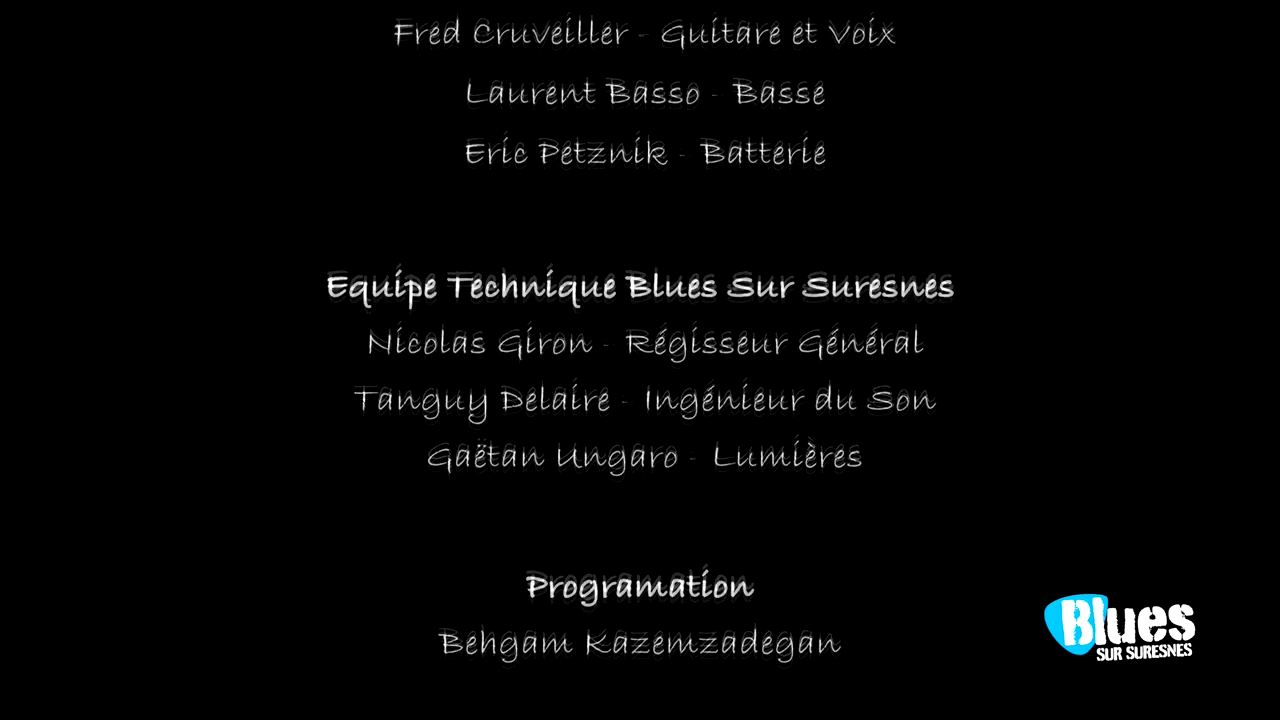 Fred Cruveiller - Guitare et Voix
Laurent Basso - Basse
Eric Petznik - Batterie
Equipe Technique Blues Sur Suresnes
Nicolas Giron - Régisseur Général
Tanguy Delaire - Ingénieur du Son
Gaëtan Ungaro - Lumières
Programation
Behgam Kazemzadegan
Blues
SUR SURESNES